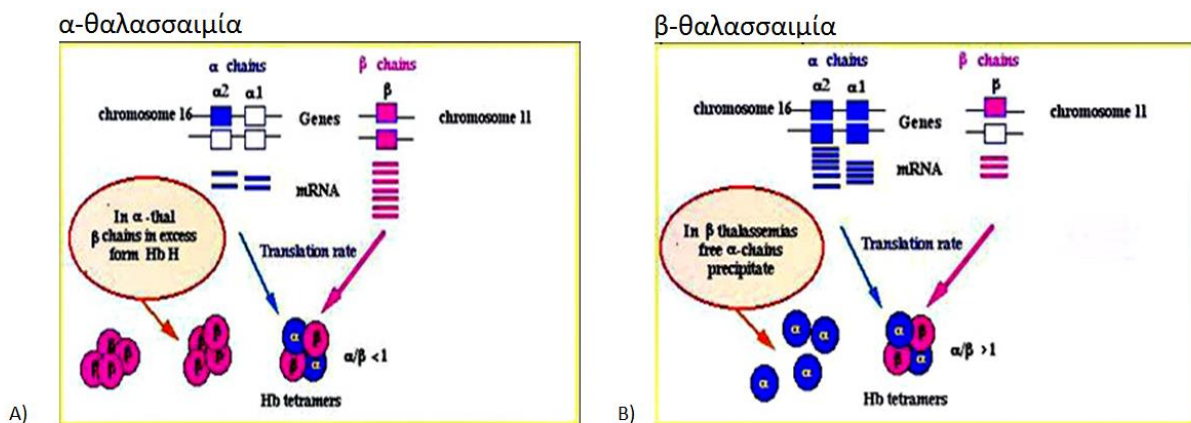 α-θαλασσαιμία
α chains
β chains
α2 α1
β
chromosome 16
Genes
chromosome 11
mRNA
In α-thal
β chains in excess
form Hb H
Translation rate
β β β β
β β β β
α β
β α
α/β <1
Hb tetramers
A)
β-θαλασσαιμία
α chains
β chains
α2 α1
β
chromosome 16
Genes
chromosome 11
mRNA
In β thalassemias
free α-chains
precipitate
Translation rate
α α
α α
α β
β α
α/β >1
Hb tetramers
B)